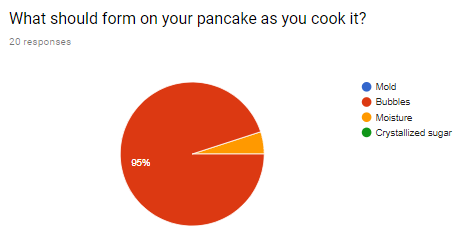 What should form on your pancake as you cook it?
20 responses
Mold
Bubbles
Moisture
Crystallized sugar
95%